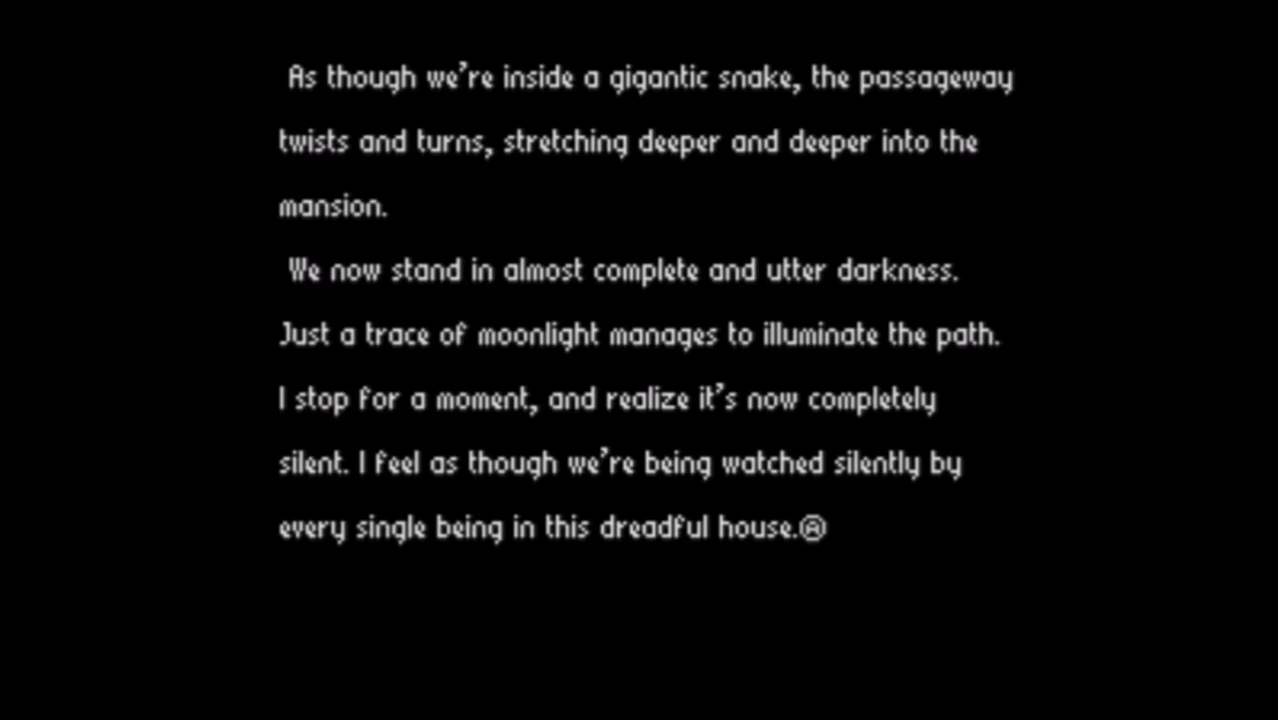 As though we're inside a gigantic snake, the passageway
twists and turns, stretching deeper and deeper into the
mansion.
We now stand in almost complete and utter darkness.
Just a trace of moonlight manages to illuminate the path.
I stop for a moment, and realize it's now completely
silent. I feel as though we're being watched silently by
every single being in this dreadful house.Ⓐ